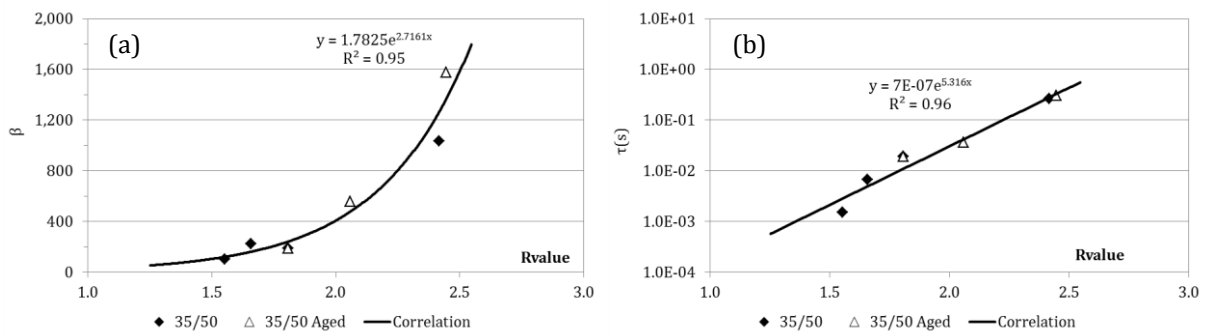 (a)
y = 1.7825e^2.7161x
R² = 0.95
2,000
1,600
1,200
800
400
0
β
Rvalue
1.0 1.5 2.0 2.5 3.0
35/50 35/50 Aged Correlation
(b)
y = 7E-07e^5.316x
R² = 0.96
1.0E+01
1.0E+00
1.0E-01
1.0E-02
1.0E-03
1.0E-04
τ(s)
Rvalue
1.0 1.5 2.0 2.5 3.0
35/50 35/50 Aged Correlation